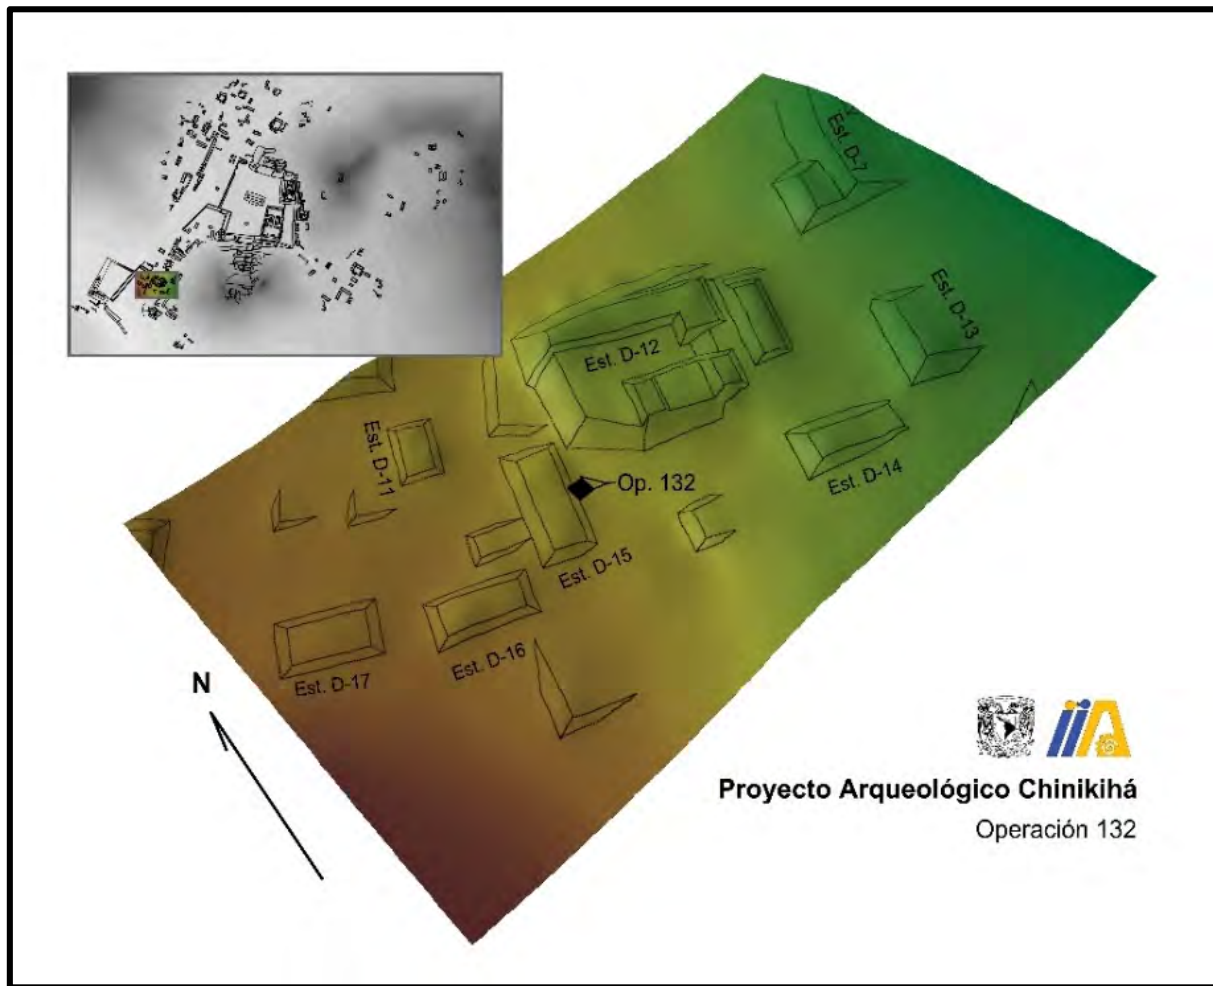 Est. D-7
Est. D-13
Est. D-12
Est. D-14
Est. D-11
Op. 132
Est. D-15
Est. D-16
Est. D-17
N
Proyecto Arqueológico Chinikihá
Operación 132